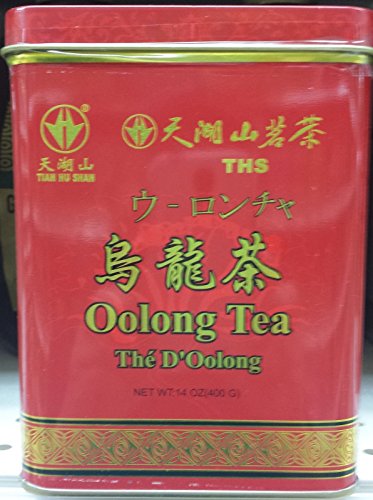 ®
天湖山
TIAN HU SHAN
天湖山茗茶
THS
ウ-ロンチャ
烏龍茶
Oolong Tea
Thé D'Oolong
NET WT:14 OZ(400 G)